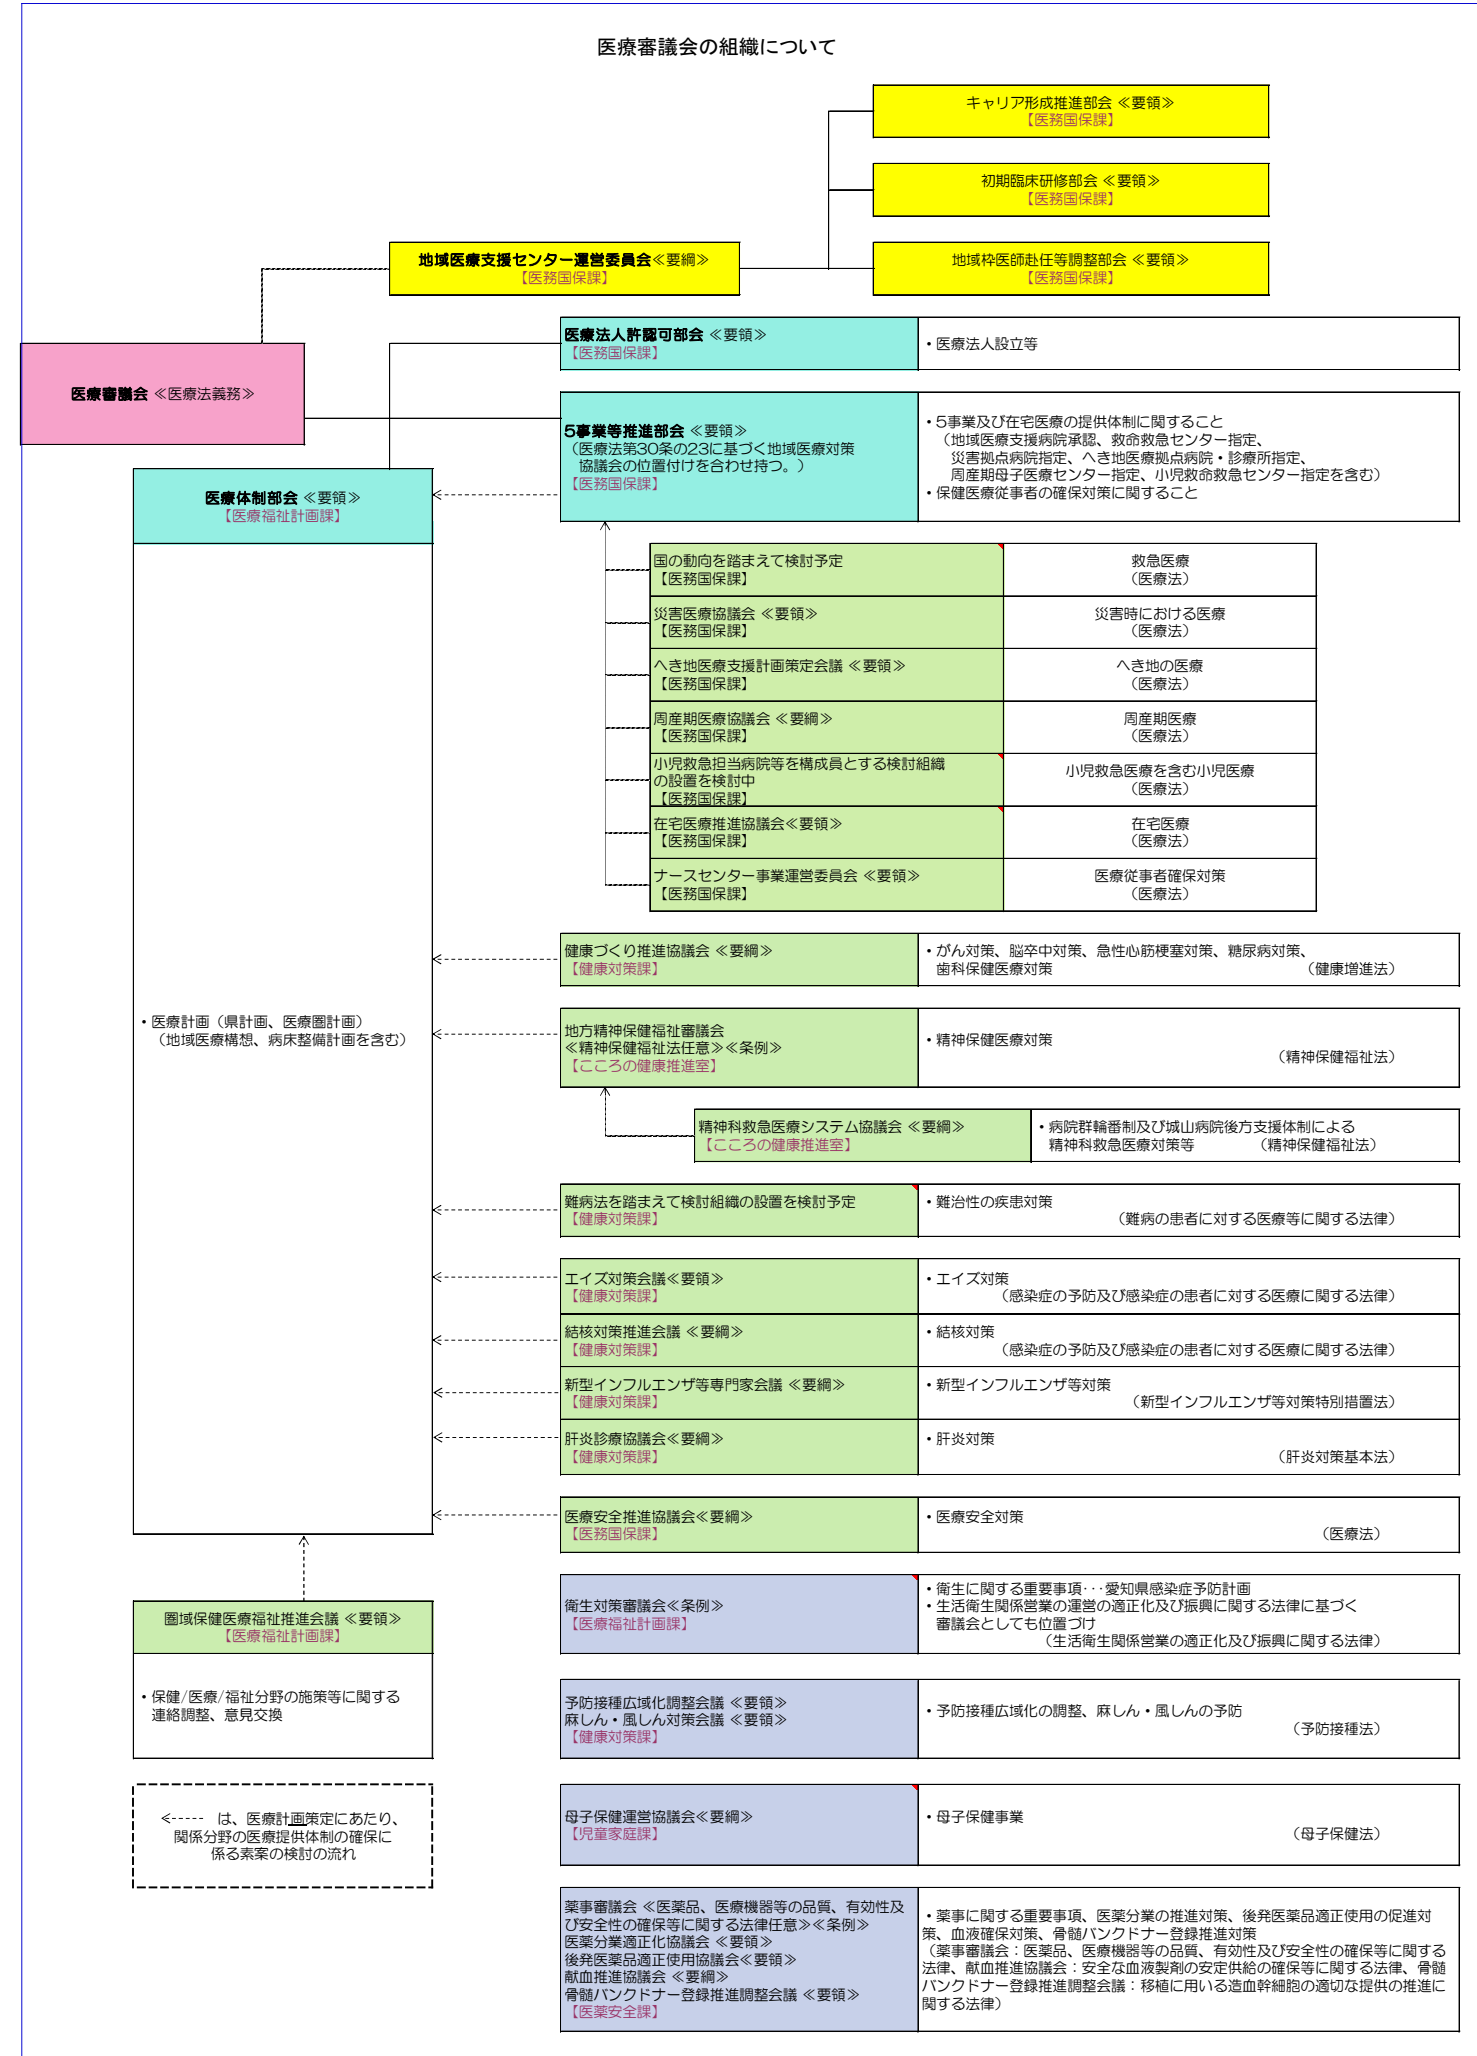 医療審議会の組織について
キャリア形成推進部会 ≪要領≫
【医務国保課】
初期臨床研修部会 ≪要領≫
【医務国保課】
地域医療支援センター運営委員会≪要綱≫
【医務国保課】
地域枠医師赴任等調整部会 ≪要領≫
【医務国保課】
医療法人許認可部会 ≪要領≫
【医務国保課】
・医療法人設立等
医療審議会 ≪医療法義務≫
5事業等推進部会 ≪要領≫
（医療法第30条の23に基づく地域医療対策
協議会の位置付けを合わせ持つ。）
【医務国保課】
・5事業及び在宅医療の提供体制に関すること
（地域医療支援病院承認、救命救急センター指定、
災害拠点病院指定、へき地医療拠点病院・診療所指定、
周産期母子医療センター指定、小児救命救急センター指定を含む）
・保健医療従事者の確保対策に関すること
医療体制部会 ≪要領≫
【医療福祉計画課】
国の動向を踏まえて検討予定
【医務国保課】
救急医療
（医療法）
災害医療協議会 ≪要領≫
【医務国保課】
災害時における医療
（医療法）
へき地医療支援計画策定会議 ≪要領≫
【医務国保課】
へき地の医療
（医療法）
周産期医療協議会 ≪要綱≫
【医務国保課】
周産期医療
（医療法）
小児救急担当病院等を構成員とする検討組織
の設置を検討中
【医務国保課】
小児救急医療を含む小児医療
（医療法）
在宅医療推進協議会≪要領≫
【医務国保課】
在宅医療
（医療法）
ナースセンター事業運営委員会 ≪要領≫
【医務国保課】
医療従事者確保対策
（医療法）
健康づくり推進協議会 ≪要綱≫
【健康対策課】
・がん対策、脳卒中対策、急性心筋梗塞対策、糖尿病対策、
歯科保健医療対策 （健康増進法）
・医療計画（県計画、医療圏計画）
（地域医療構想、病床整備計画を含む）
地方精神保健福祉審議会
≪精神保健福祉法任意≫≪条例≫
【こころの健康推進室】
・精神保健医療対策
（精神保健福祉法）
精神科救急医療システム協議会 ≪要綱≫
【こころの健康推進室】
・病院群輪番制及び城山病院後方支援体制による
精神科救急医療対策等 （精神保健福祉法）
難病法を踏まえて検討組織の設置を検討予定
【健康対策課】
・難治性の疾患対策
（難病の患者に対する医療等に関する法律）
エイズ対策会議≪要領≫
【健康対策課】
・エイズ対策
（感染症の予防及び感染症の患者に対する医療に関する法律）
結核対策推進会議 ≪要綱≫
【健康対策課】
・結核対策
（感染症の予防及び感染症の患者に対する医療に関する法律）
新型インフルエンザ等専門家会議 ≪要綱≫
【健康対策課】
・新型インフルエンザ等対策
（新型インフルエンザ等対策特別措置法）
肝炎診療協議会≪要綱≫
【健康対策課】
・肝炎対策
（肝炎対策基本法）
医療安全推進協議会≪要綱≫
【医務国保課】
・医療安全対策
（医療法）
圏域保健医療福祉推進会議 ≪要領≫
【医療福祉計画課】
・保健/医療/福祉分野の施策等に関する
連絡調整、意見交換
衛生対策審議会≪条例≫
【医療福祉計画課】
・衛生に関する重要事項･･･愛知県感染症予防計画
・生活衛生関係営業の運営の適正化及び振興に関する法律に基づく
審議会としても位置づけ
（生活衛生関係営業の適正化及び振興に関する法律）
予防接種広域化調整会議 ≪要領≫
麻しん・風しん対策会議 ≪要領≫
【健康対策課】
・予防接種広域化の調整、麻しん・風しんの予防
（予防接種法）
<----- は、医療計画策定にあたり、
関係分野の医療提供体制の確保に
係る素案の検討の流れ
母子保健運営協議会≪要綱≫
【児童家庭課】
・母子保健事業
（母子保健法）
薬事審議会 ≪医薬品、医療機器等の品質、有効性及
び安全性の確保等に関する法律任意≫≪条例≫
医薬分業適正化協議会 ≪要領≫
後発医薬品適正使用協議会≪要領≫
献血推進協議会 ≪要綱≫
骨髄バンクドナー登録推進調整会議 ≪要領≫
【医薬安全課】
・薬事に関する重要事項、医薬分業の推進対策、後発医薬品適正使用の促進対
策、血液確保対策、骨髄バンクドナー登録推進対策
（薬事審議会：医薬品、医療機器等の品質、有効性及び安全性の確保等に関する
法律、献血推進協議会：安全な血液製剤の安定供給の確保等に関する法律、骨髄
バンクドナー登録推進調整会議：移植に用いる造血幹細胞の適切な提供の推進に
関する法律）